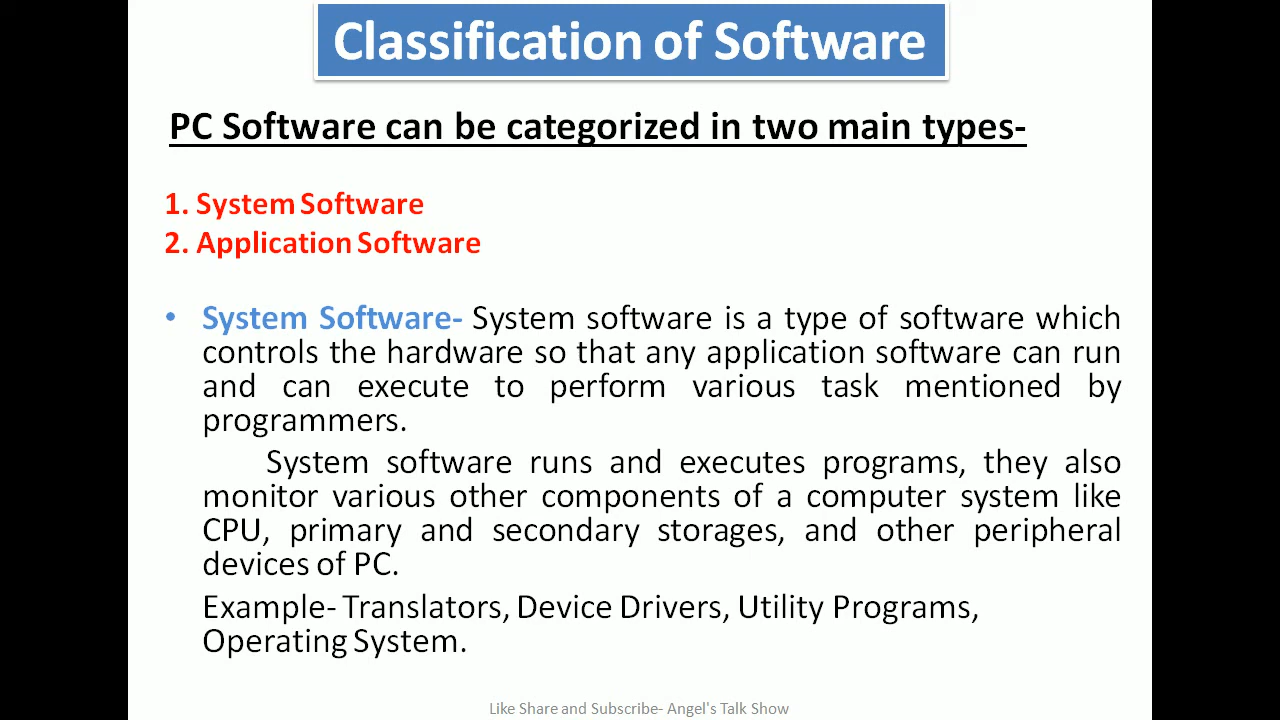 Classification of Software
PC Software can be categorized in two main types-
1. System Software
2. Application Software
• System Software- System software is a type of software which
controls the hardware so that any application software can run
and can execute to perform various task mentioned by
programmers.
System software runs and executes programs, they also
monitor various other components of a computer system like
CPU, primary and secondary storages, and other peripheral
devices of PC.
Example- Translators, Device Drivers, Utility Programs,
Operating System.
Like Share and Subscribe- Angel's Talk Show